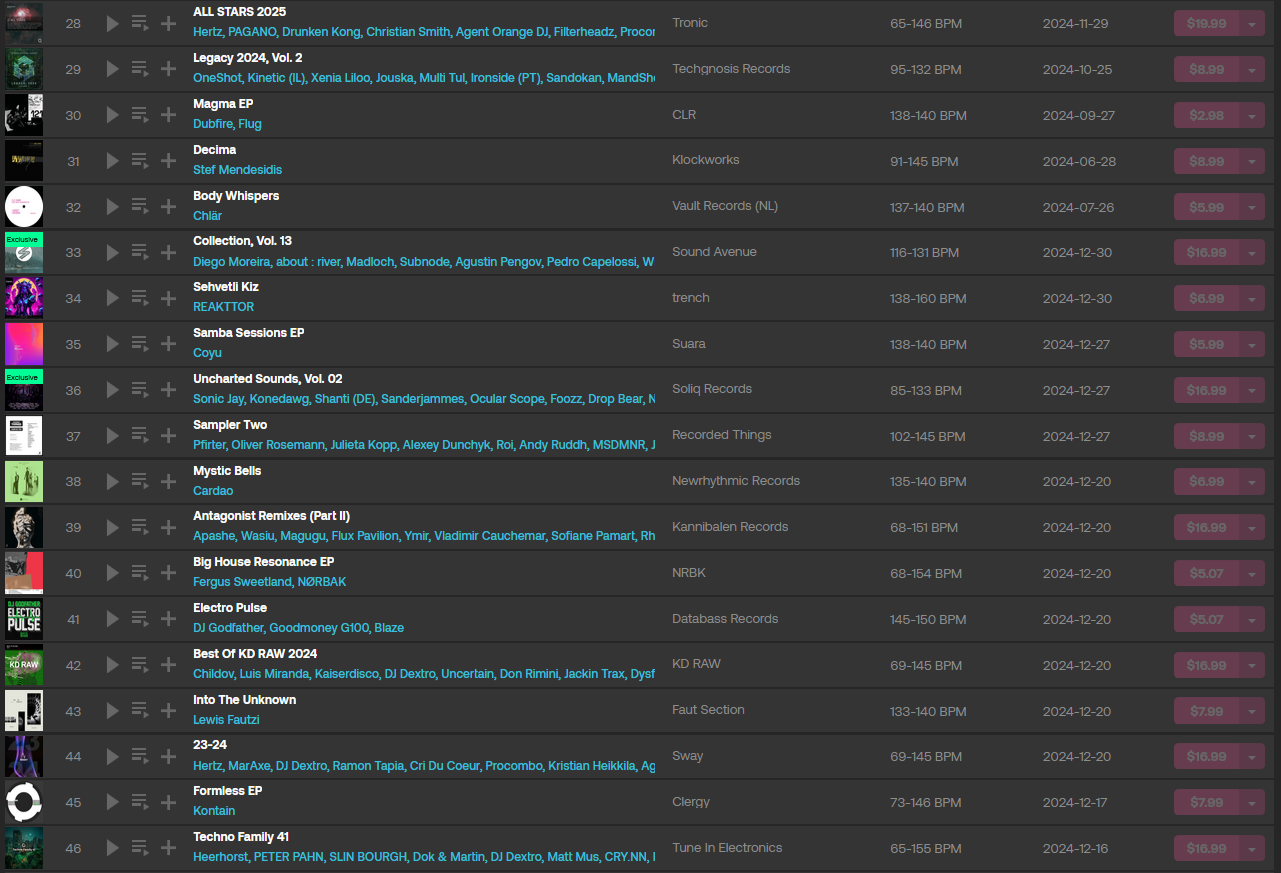 28 ALL STARS 2025 Tronic 65-146 BPM 2024-11-29 $19.99
Hertz, PAGANO, Drunken Kong, Christian Smith, Agent Orange DJ, Filterheadz, Procor
29 Legacy 2024, Vol. 2 Techgnosis Records 95-132 BPM 2024-10-25 $8.99
OneShot, Kinetic (IL), Xenia Liloo, Jouska, Multi Tul, Ironside (PT), Sandokan, MandSho
30 Magma EP CLR 138-140 BPM 2024-09-27 $2.98
Dubfire, Flug
31 Decima Klockworks 91-145 BPM 2024-06-28 $8.99
Stef Mendesidis
32 Body Whispers Vault Records (NL) 137-140 BPM 2024-07-26 $5.99
Chlär
Exclusive
33 Collection, Vol. 13 Sound Avenue 116-131 BPM 2024-12-30 $16.99
Diego Moreira, about : river, Madloch, Subnode, Agustin Pengov, Pedro Capelossi, W
34 Sehvetli Kiz trench 138-160 BPM 2024-12-30 $6.99
REAKTTOR
35 Samba Sessions EP Suara 138-140 BPM 2024-12-27 $5.99
Coyu
Exclusive
36 Uncharted Sounds, Vol. 02 Soliq Records 85-133 BPM 2024-12-27 $16.99
Sonic Jay, Konedawg, Shanti (DE), Sanderjammes, Ocular Scope, Foozz, Drop Bear, N
37 Sampler Two Recorded Things 102-145 BPM 2024-12-27 $8.99
Pfirter, Oliver Rosemann, Julieta Kopp, Alexey Dunchyk, Roi, Andy Ruddh, MSDMNR, J
38 Mystic Bells Newrhythmic Records 135-140 BPM 2024-12-20 $6.99
Cardao
39 Antagonist Remixes (Part II) Kannibalen Records 68-151 BPM 2024-12-20 $16.99
Apashe, Wasiu, Magugu, Flux Pavilion, Ymir, Vladimir Cauchemar, Sofiane Pamart, Rh
40 Big House Resonance EP NRBK 68-154 BPM 2024-12-20 $5.07
Fergus Sweetland, NØRBAK
DJ GODFATHER
ELECTRO
PULSE
41 Electro Pulse Databass Records 145-150 BPM 2024-12-20 $5.07
DJ Godfather, Goodmoney G100, Blaze
KD RAW
42 Best Of KD RAW 2024 KD RAW 69-145 BPM 2024-12-20 $16.99
Childov, Luis Miranda, Kaiserdisco, DJ Dextro, Uncertain, Don Rimini, Jackin Trax, Dysf
43 Into The Unknown Faut Section 133-140 BPM 2024-12-20 $7.99
Lewis Fautzi
44 23-24 Sway 69-145 BPM 2024-12-20 $16.99
Hertz, MarAxe, DJ Dextro, Ramon Tapia, Cri Du Coeur, Procombo, Kristian Heikkila, Ag
45 Formless EP Clergy 73-146 BPM 2024-12-17 $7.99
Kontain
46 Techno Family 41 Tune In Electronics 65-155 BPM 2024-12-16 $16.99
Heerhorst, PETER PAHN, SLIN BOURGH, Dok & Martin, DJ Dextro, Matt Mus, CRY.NN,